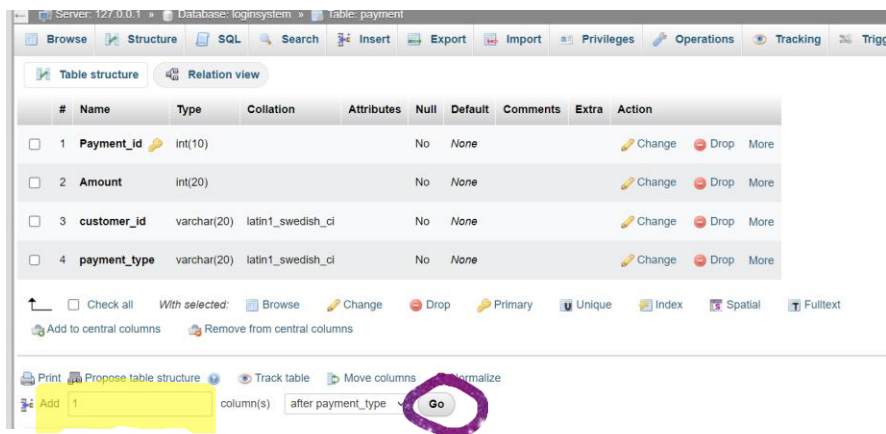 Server: 127.0.0.1 » Database: loginsystem » Table: payment
Browse Structure SQL Search Insert Export Import Privileges Operations Tracking Trigg
Table structure Relation view
# Name Type Collation Attributes Null Default Comments Extra Action
1 Payment_id int(10) No None Change Drop More
2 Amount int(20) No None Change Drop More
3 customer_id varchar(20) latin1_swedish_ci No None Change Drop More
4 payment_type varchar(20) latin1_swedish_ci No None Change Drop More
Check all With selected: Browse Change Drop Primary Unique Index Spatial Fulltext
Add to central columns Remove from central columns
Print Propose table structure Track table Move columns Normalize
Add 1 column(s) after payment_type Go